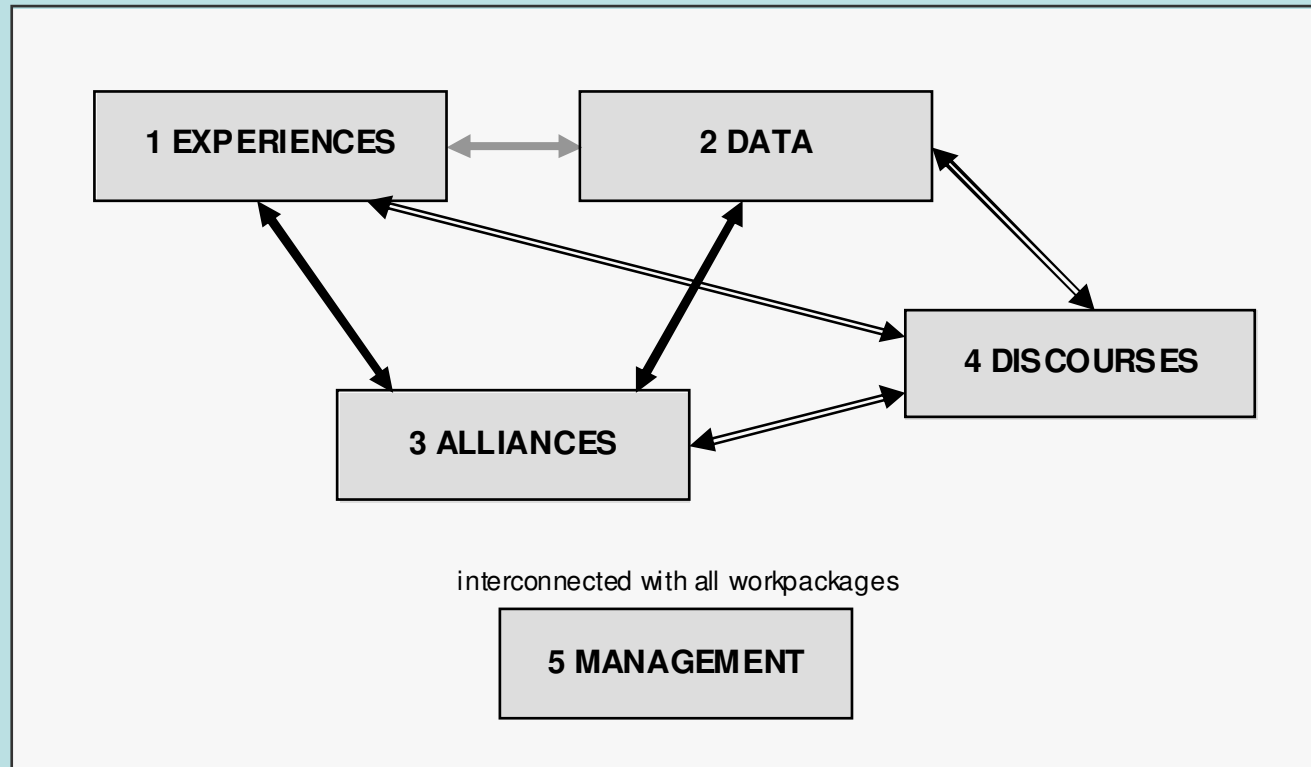 1 EXPERIENCES
2 DATA
4 DISCOURSES
3 ALLIANCES
interconnected with all workpackages
5 MANAGEMENT